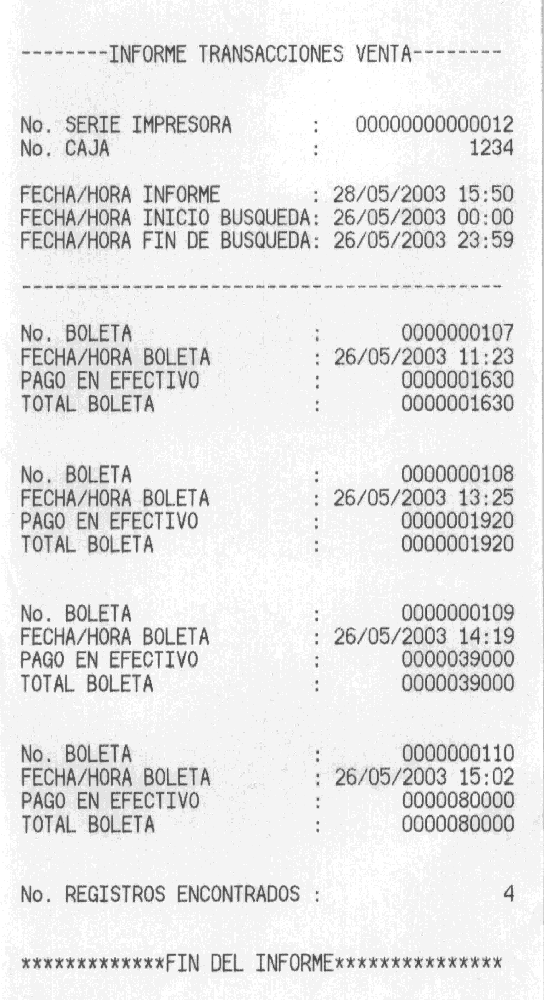 --------INFORME TRANSACCIONES VENTA--------
No. SERIE IMPRESORA : 00000000000012
No. CAJA : 1234
FECHA/HORA INFORME : 28/05/2003 15:50
FECHA/HORA INICIO BUSQUEDA: 26/05/2003 00:00
FECHA/HORA FIN DE BUSQUEDA: 26/05/2003 23:59
-------------------------------------------
No. BOLETA : 0000000107
FECHA/HORA BOLETA : 26/05/2003 11:23
PAGO EN EFECTIVO : 0000001630
TOTAL BOLETA : 0000001630
No. BOLETA : 0000000108
FECHA/HORA BOLETA : 26/05/2003 13:25
PAGO EN EFECTIVO : 0000001920
TOTAL BOLETA : 0000001920
No. BOLETA : 0000000109
FECHA/HORA BOLETA : 26/05/2003 14:19
PAGO EN EFECTIVO : 0000039000
TOTAL BOLETA : 0000039000
No. BOLETA : 0000000110
FECHA/HORA BOLETA : 26/05/2003 15:02
PAGO EN EFECTIVO : 0000080000
TOTAL BOLETA : 0000080000
No. REGISTROS ENCONTRADOS : 4
*************FIN DEL INFORME***************